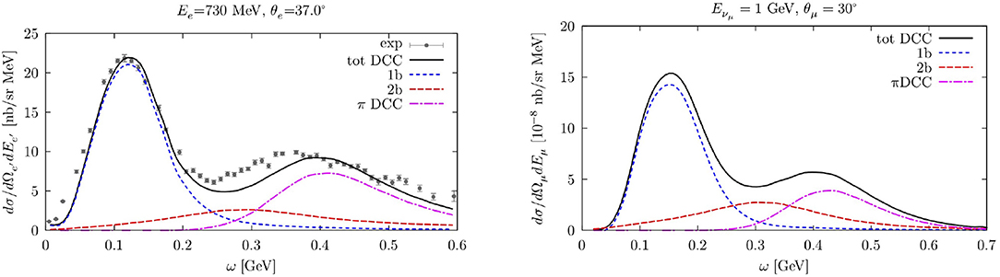 E_e=730 MeV, θ_e=37.0°
dσ/dΩ_e′dE_e′ [nb/sr MeV]
25
20
15
10
5
0
exp
tot DCC
1b
2b
π DCC
0 0.1 0.2 0.3 0.4 0.5 0.6
ω [GeV]
E_ν_μ = 1 GeV, θ_μ = 30°
dσ/dΩ_μdE_μ [10⁻⁸ nb/sr MeV]
20
15
10
5
0
tot DCC
1b
2b
πDCC
0 0.1 0.2 0.3 0.4 0.5 0.6 0.7
ω [GeV]